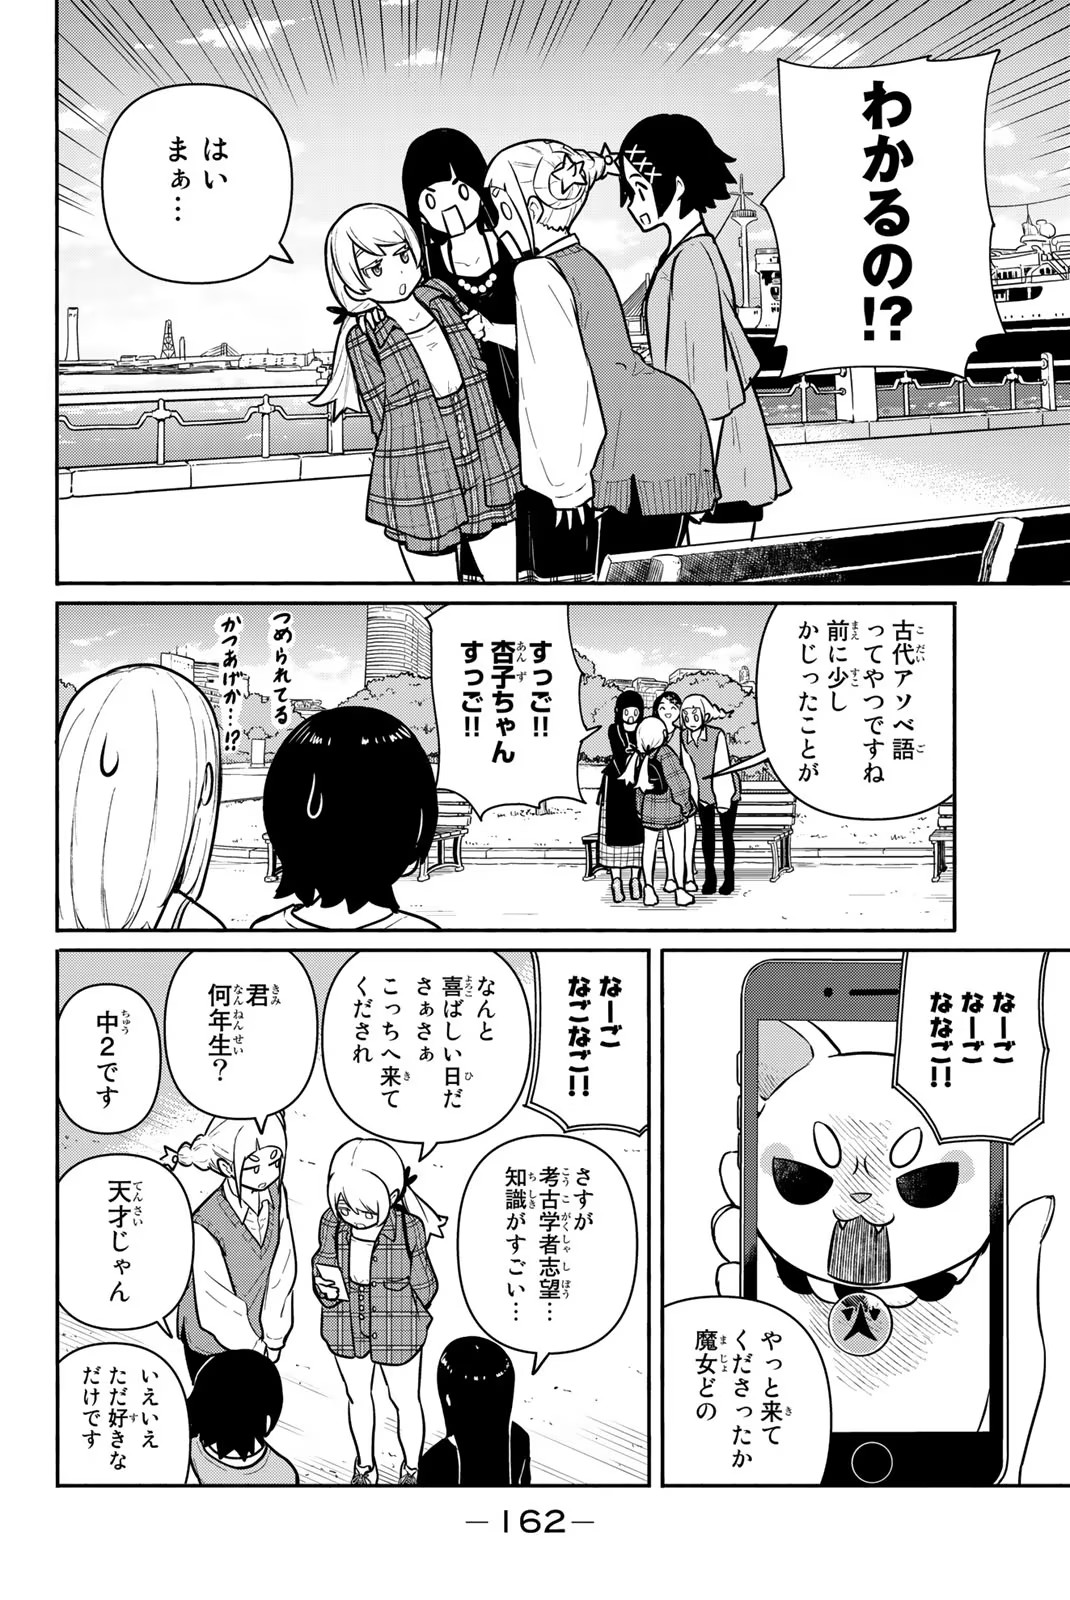 わかるの!?
はい
まぁ…
古代アソベ語
ってやつですね
前に少し
かじったことが
すっご!!
杏子ちゃん
すっご!!
つめられてる
かつあげか…!?
なーご
なーご
ななご!!
やっと来て
くださったか
魔女どの
なーご
なごなご!!
なんと
喜ばしい日だ
さぁさぁ
こっちへ来て
くだされ
さすが
考古学者志望…
知識がすごい…
君
何年生?
中2です
天才じゃん
いえいえ
ただ好きな
だけです
—162—